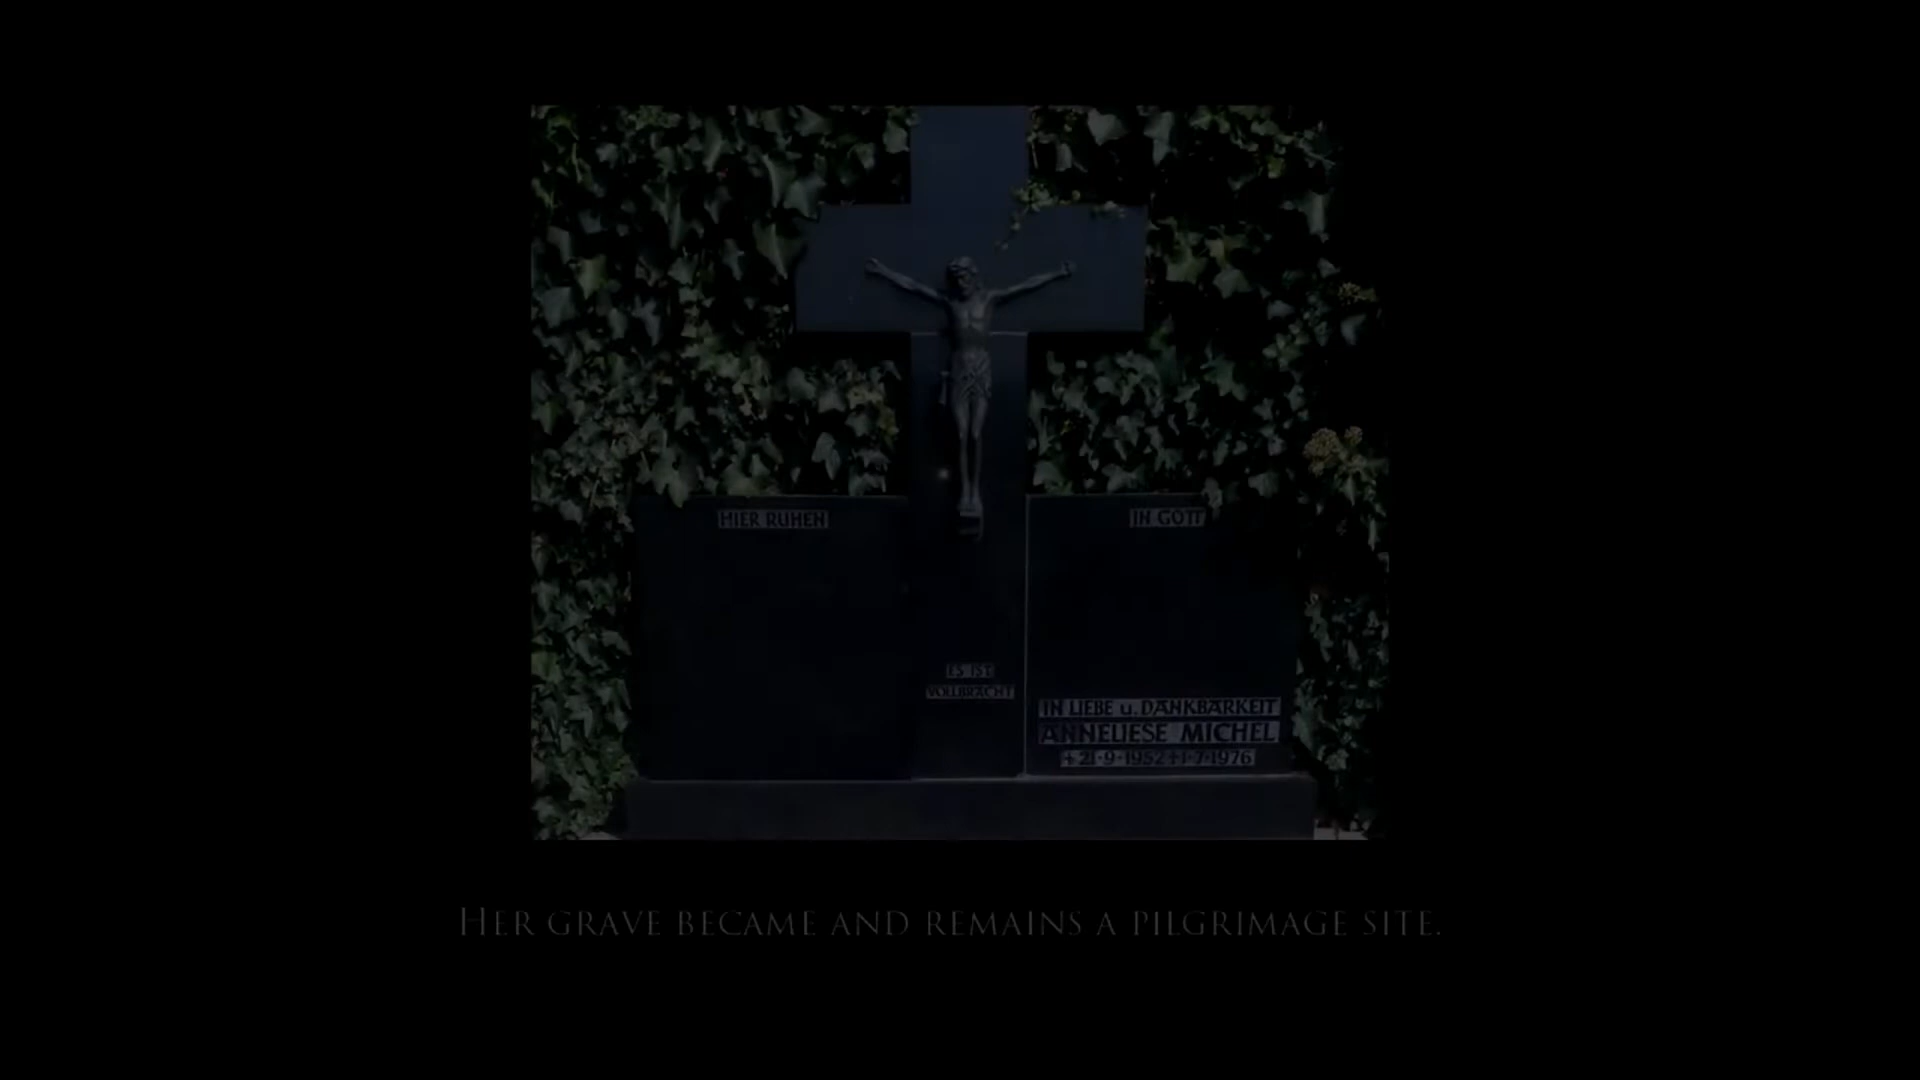 HIER RUHEN
IN GOTT
ES IST
VOLLBRACHT
IN LIEBE u. DANKBARKEIT
ANNELIESE MICHEL
+21·9·1952+1·7·1976
HER GRAVE BECAME AND REMAINS A PILGRIMAGE SITE.